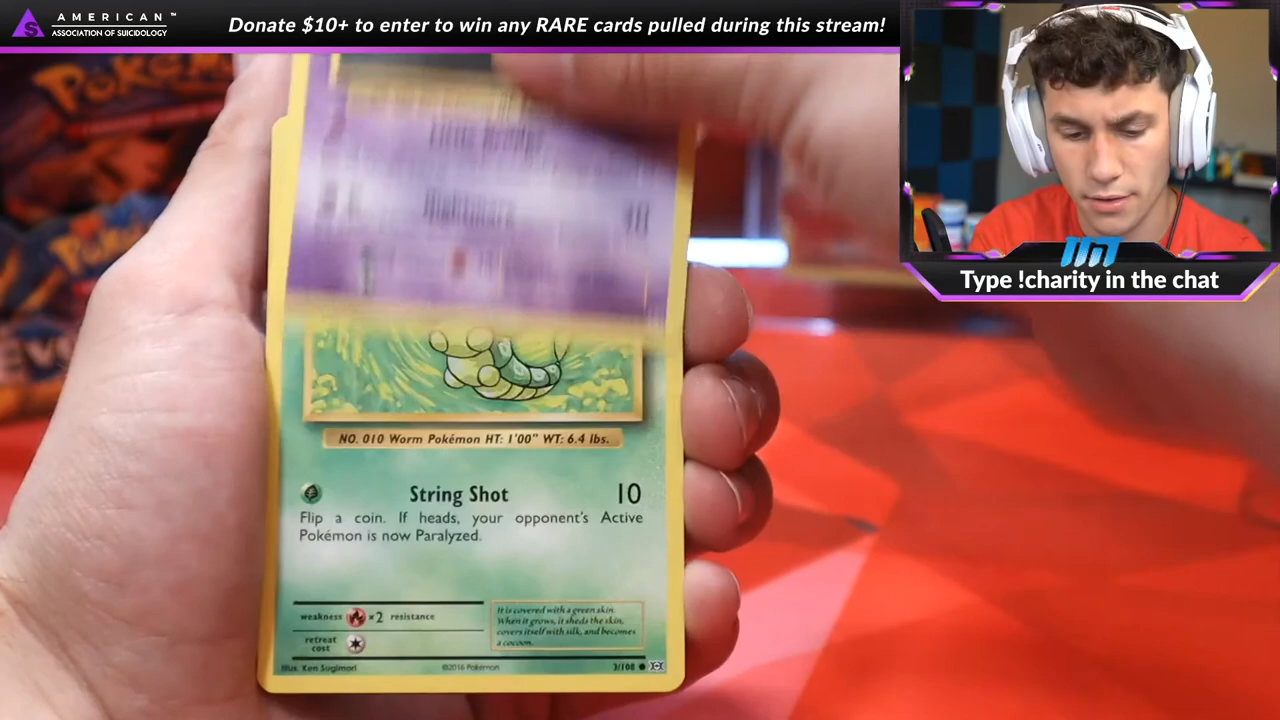 AMERICAN™
ASSOCIATION OF SUICIDOLOGY
Donate $10+ to enter to win any RARE cards pulled during this stream!
Type !charity in the chat
Nightmare
NO. 010 Worm Pokémon HT: 1'00" WT: 6.4 lbs.
String Shot 10
Flip a coin. If heads, your opponent's Active
Pokémon is now Paralyzed.
weakness ×2 resistance
retreat
cost
It is covered with a green skin.
When it grows, it sheds the skin,
covers itself with silk, and becomes
a cocoon.
Illus. Ken Sugimori
©2016 Pokémon
3/108